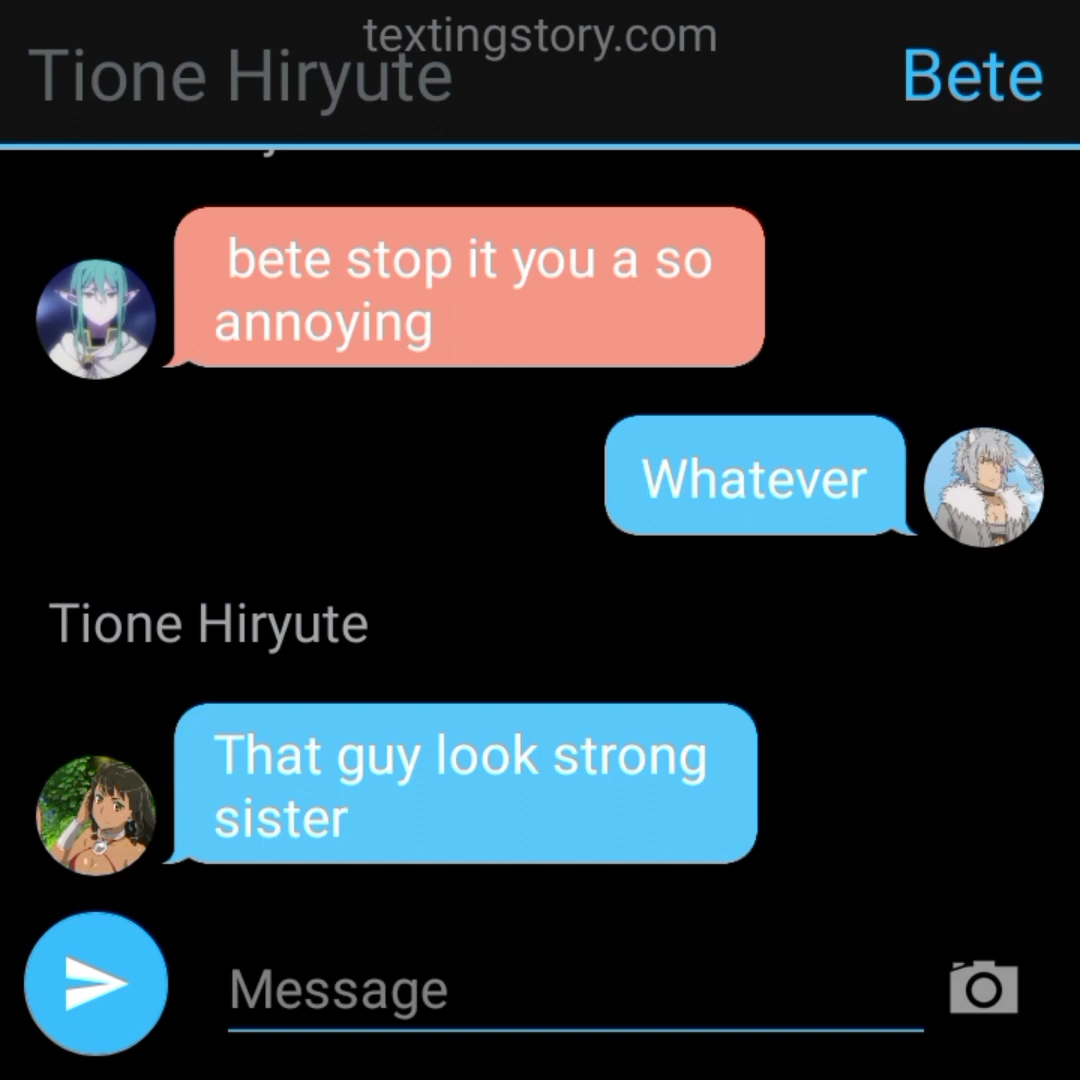 textingstory.com
Tione Hiryute
Bete
bete stop it you a so
annoying
Whatever
Tione Hiryute
That guy look strong
sister
Message